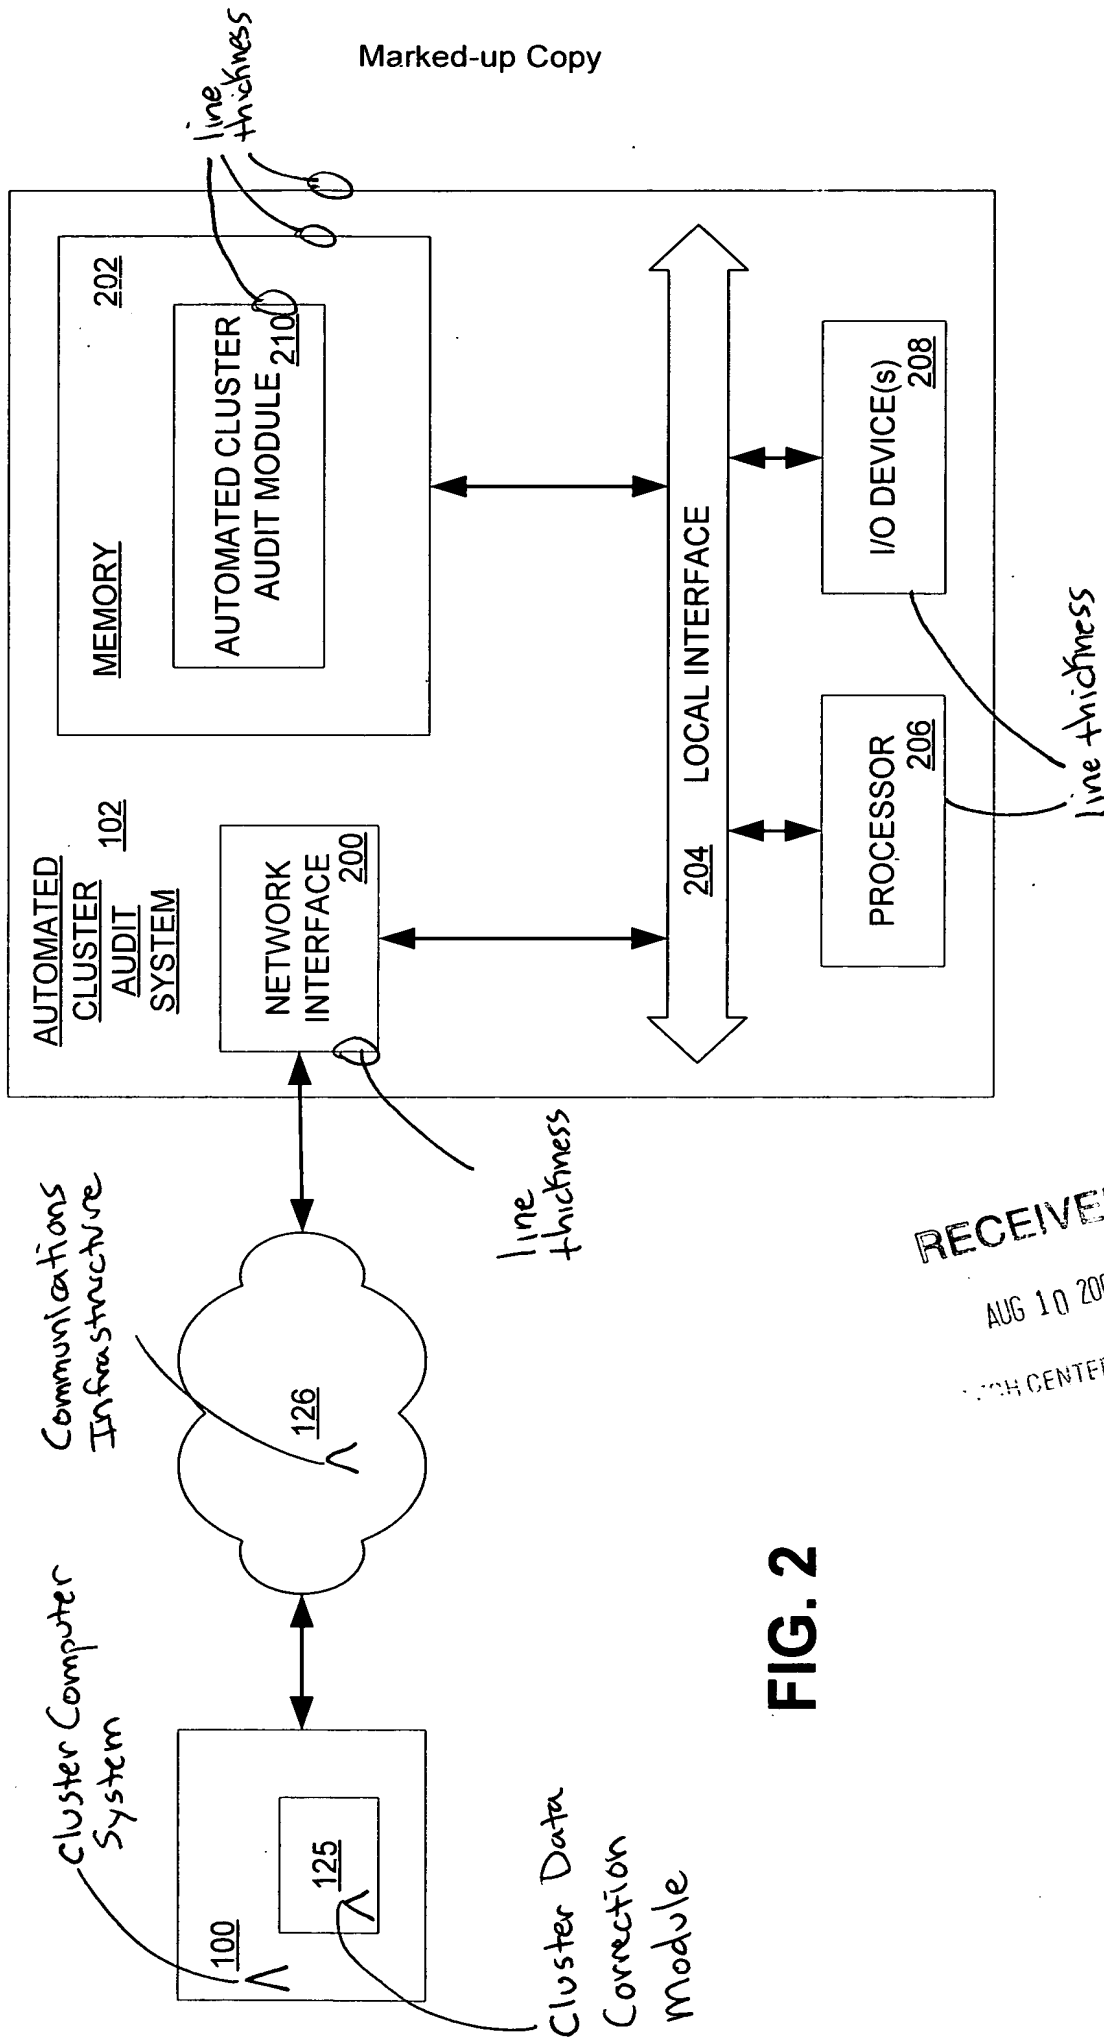 Marked-up Copy
line
thickness
AUTOMATED
CLUSTER
AUDIT
SYSTEM
102
MEMORY
202
AUTOMATED CLUSTER
AUDIT MODULE 210
NETWORK
INTERFACE
200
204 LOCAL INTERFACE
PROCESSOR
206
I/O DEVICE(s)
208
line thickness
line
thickness
Communications
Infrastructure
126
Cluster Computer
System
100
125
Cluster Data
Correction
Module
FIG. 2
RECEIVE
AUG 10 200
CENTER